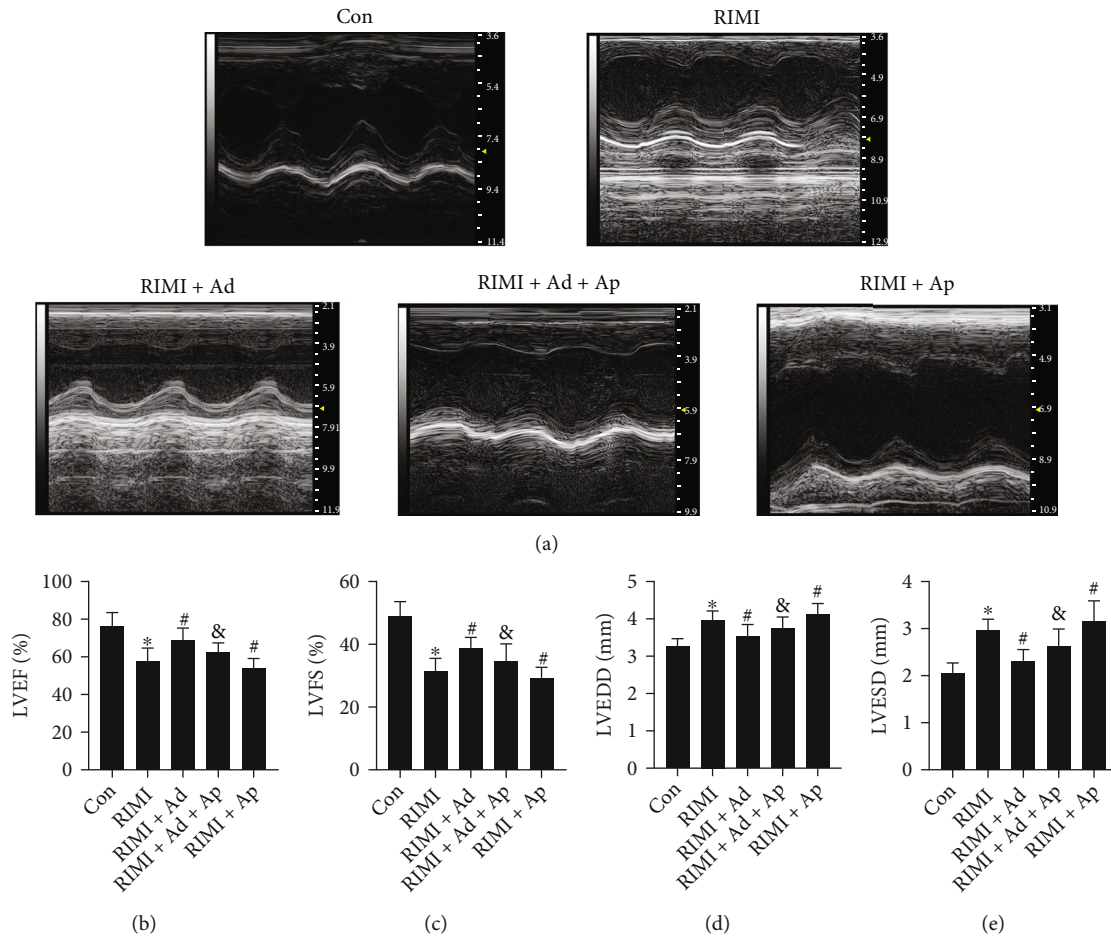 Con
RIMI
3.6
5.4
7.4
9.4
11.4
3.6
4.9
6.9
8.9
10.9
12.9
RIMI + Ad
RIMI + Ad + Ap
RIMI + Ap
2.1
3.9
5.9
7.91
9.9
11.9
2.1
3.9
5.9
7.9
9.9
3.1
4.9
6.9
8.9
10.9
(a)
LVEF (%)
100
80
60
40
20
0
*
#
&
#
Con
RIMI
RIMI + Ad
RIMI + Ad + Ap
RIMI + Ap
(b)
LVFS (%)
60
40
20
0
*
#
&
#
Con
RIMI
RIMI + Ad
RIMI + Ad + Ap
RIMI + Ap
(c)
LVEDD (mm)
5
4
3
2
1
0
*
#
&
#
Con
RIMI
RIMI + Ad
RIMI + Ad + Ap
RIMI + Ap
(d)
LVESD (mm)
4
3
2
1
0
*
#
&
#
Con
RIMI
RIMI + Ad
RIMI + Ad + Ap
RIMI + Ap
(e)